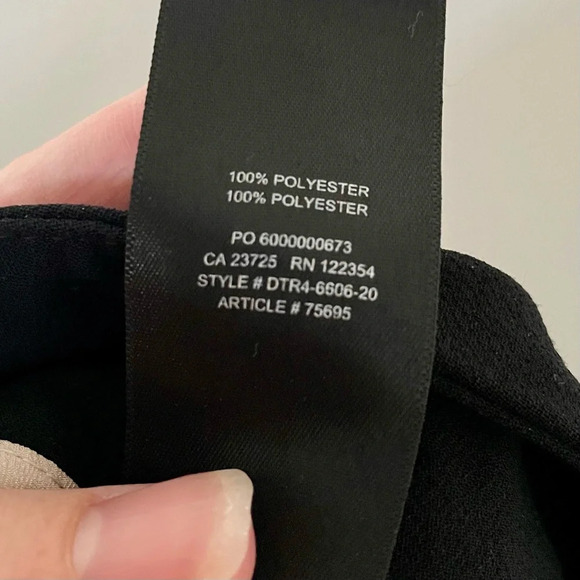 100% POLYESTER
100% POLYESTER
PO 6000000673
CA 23725 RN 122354
STYLE # DTR4-6606-20
ARTICLE # 75695